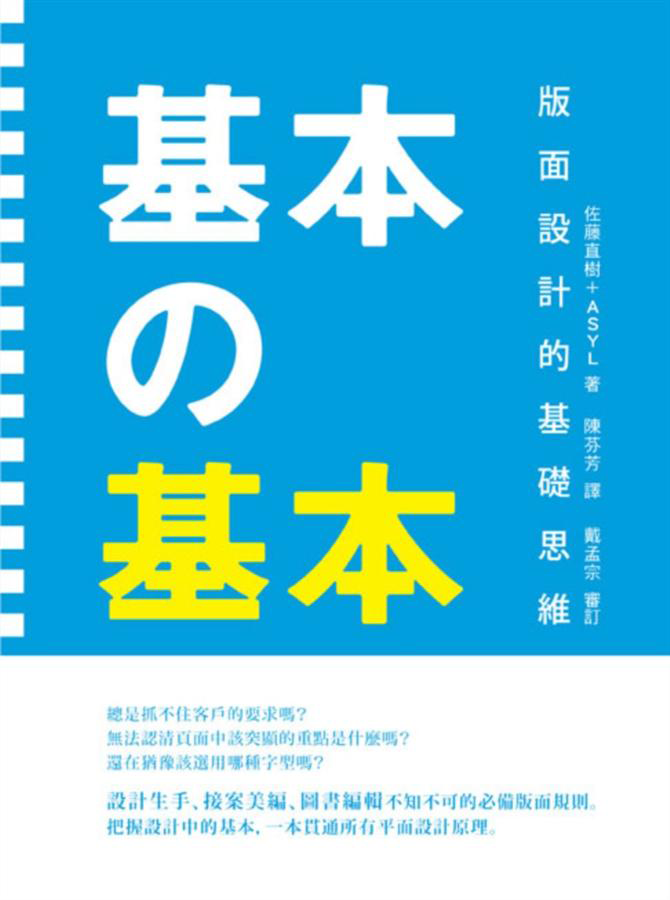 基本
の
基本
版面設計的基礎思維
佐藤直樹+ASYL 著 陳芬芳 譯 戴孟宗 審訂
總是抓不住客戶的要求嗎？
無法認清頁面中該突顯的重點是什麼嗎？
還在猶豫該選用哪種字型嗎？
設計生手、接案美編、圖書編輯不知不可的必備版面規則。
把握設計中的基本，一本貫通所有平面設計原理。